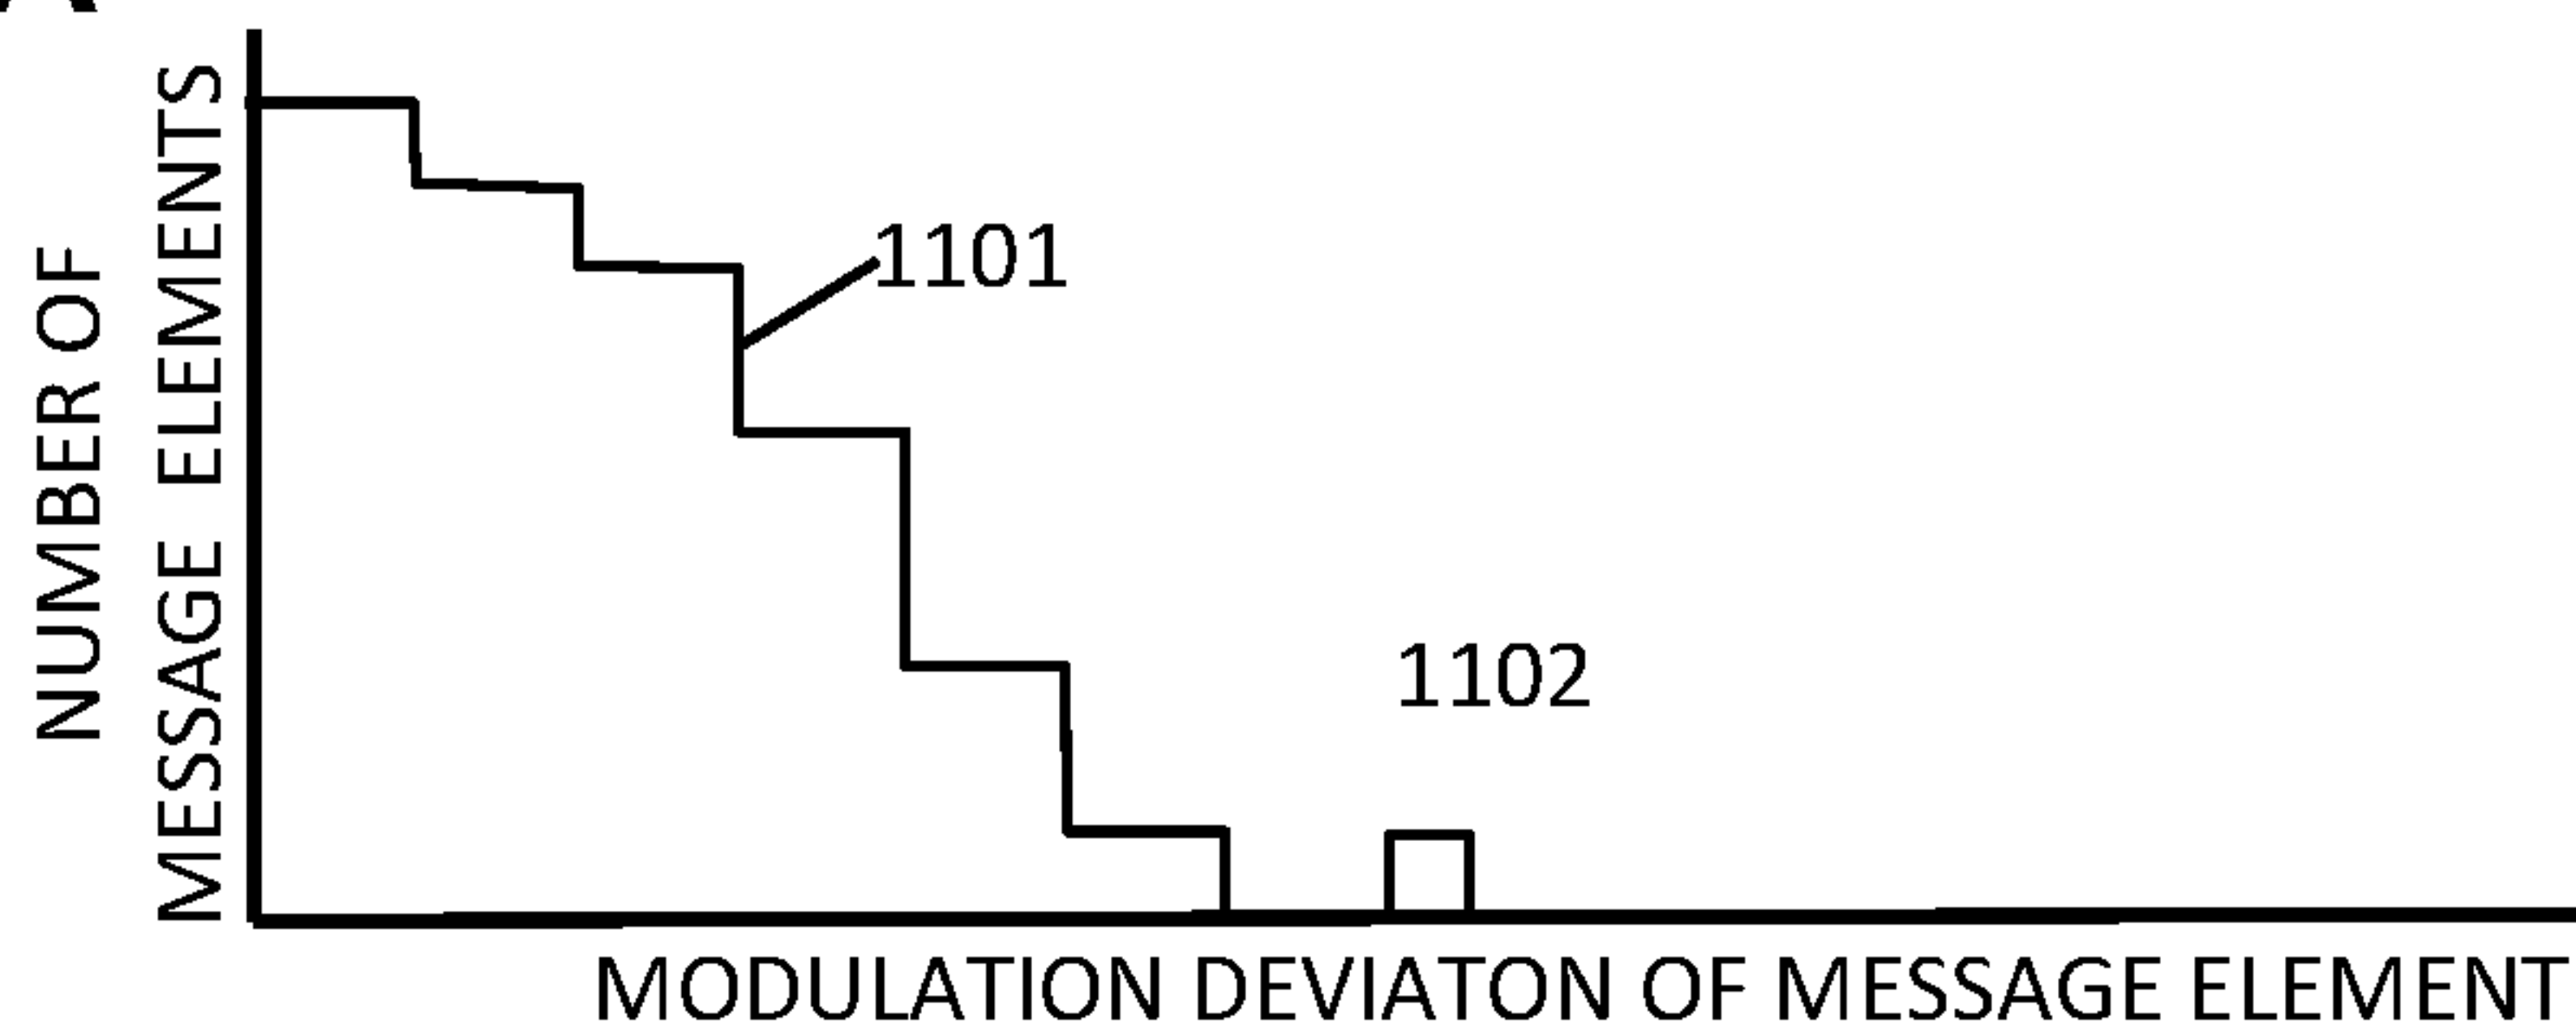 NUMBER OF
MESSAGE ELEMENTS
1101
1102
MODULATION DEVIATON OF MESSAGE ELEMENT